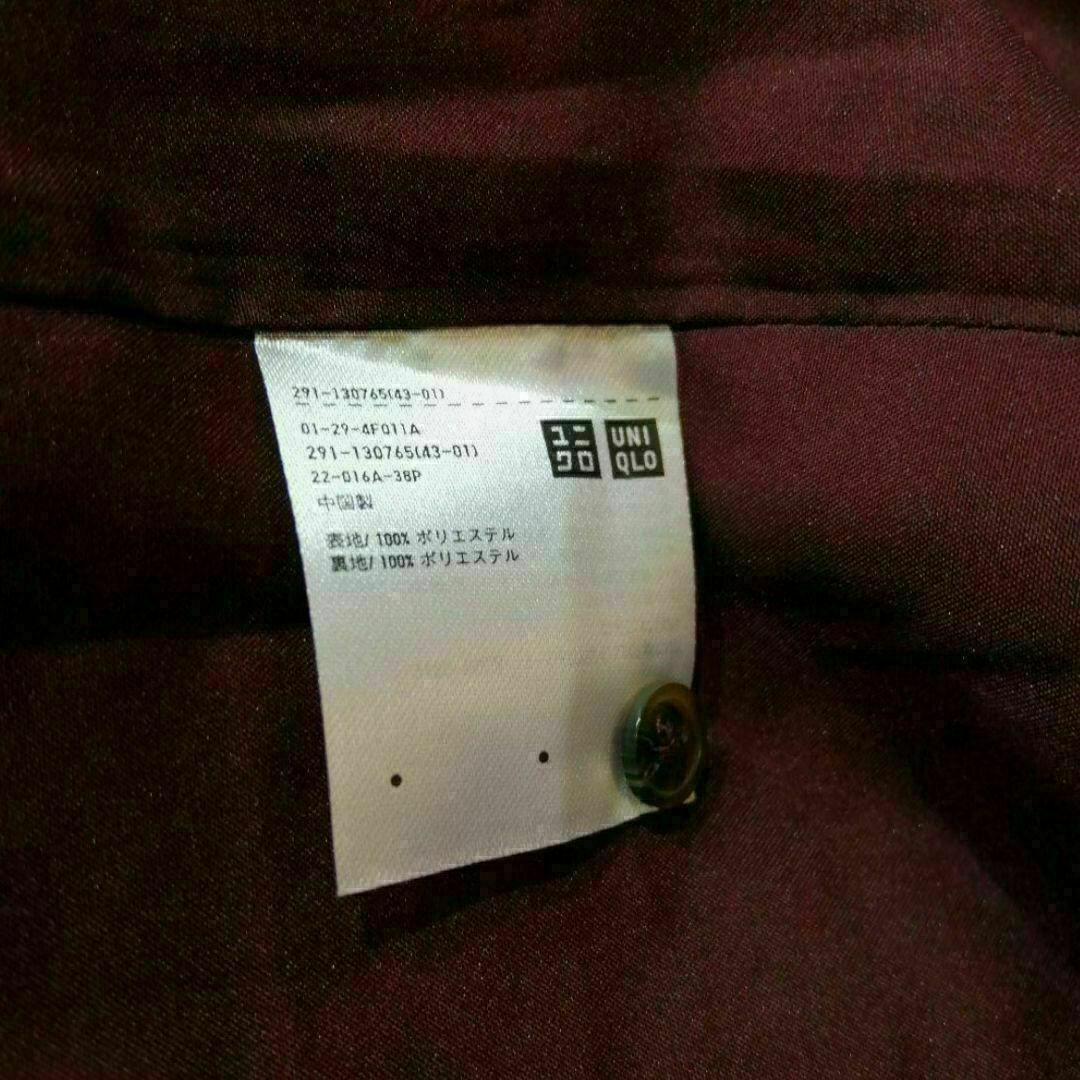 291-130765(43-01)
01-29-4F011A
291-130765(43-01)
22-016A-38P
中国製
表地/ 100% ポリエステル
裏地/ 100% ポリエステル
ユニ
クロ
UNI
QLO